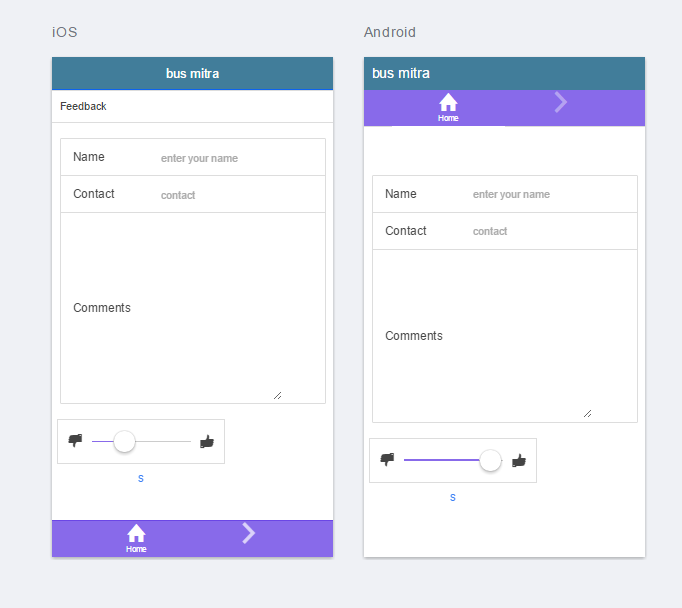 iOS
bus mitra
Feedback
Name enter your name
Contact contact
Comments
s
Home
Android
bus mitra
Home
Name enter your name
Contact contact
Comments
s